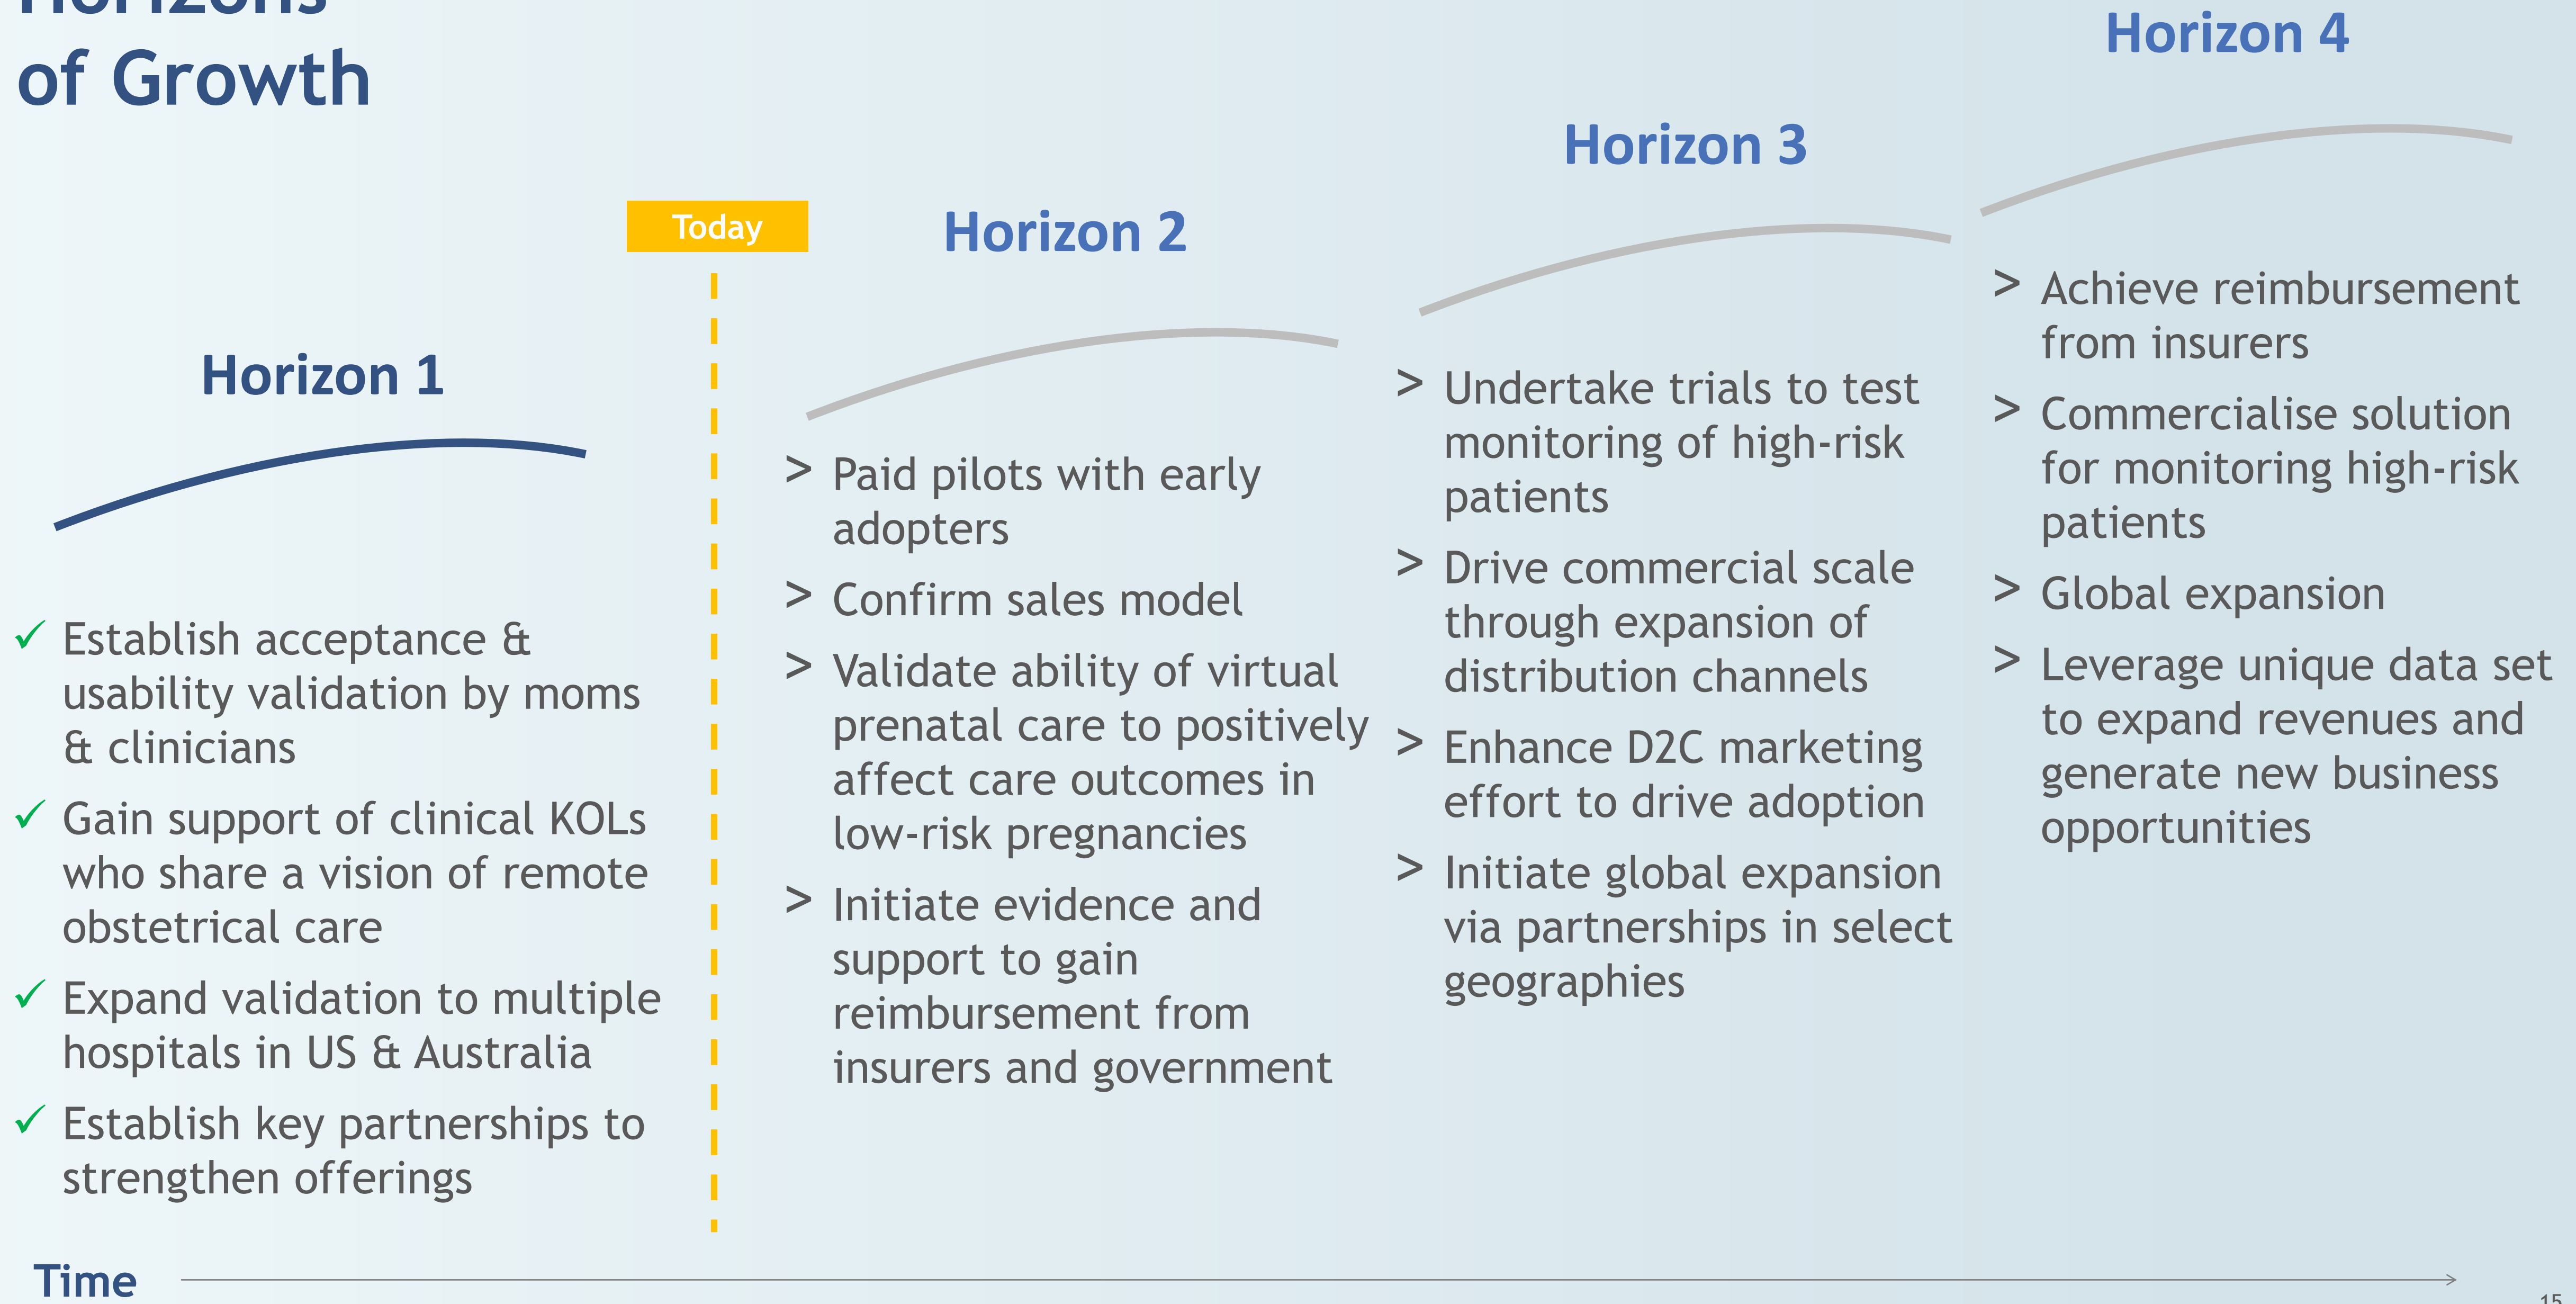 Horizons
of Growth
Horizon 1
✓ Establish acceptance &
usability validation by moms
& clinicians
✓ Gain support of clinical KOLs
who share a vision of remote
obstetrical care
✓ Expand validation to multiple
hospitals in US & Australia
✓ Establish key partnerships to
strengthen offerings
Today
Horizon 2
> Paid pilots with early
adopters
> Confirm sales model
> Validate ability of virtual
prenatal care to positively
affect care outcomes in
low-risk pregnancies
> Initiate evidence and
support to gain
reimbursement from
insurers and government
Horizon 3
> Undertake trials to test
monitoring of high-risk
patients
> Drive commercial scale
through expansion of
distribution channels
> Enhance D2C marketing
effort to drive adoption
> Initiate global expansion
via partnerships in select
geographies
Horizon 4
> Achieve reimbursement
from insurers
> Commercialise solution
for monitoring high-risk
patients
> Global expansion
> Leverage unique data set
to expand revenues and
generate new business
opportunities
Time
15